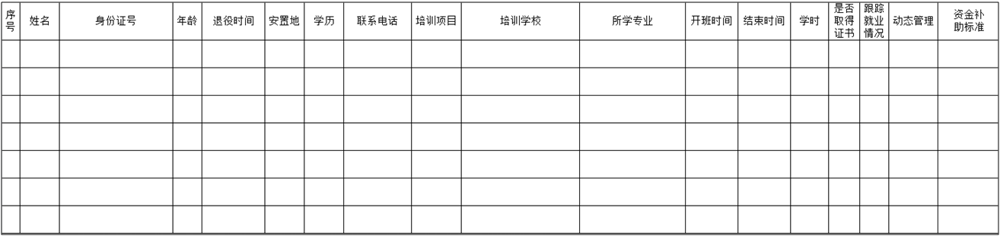 序号
姓名
身份证号
年龄
退役时间
安置地
学历
联系电话
培训项目
培训学校
所学专业
开班时间
结束时间
学时
是否
取得
证书
跟踪
就业
情况
动态管理
资金补
助标准